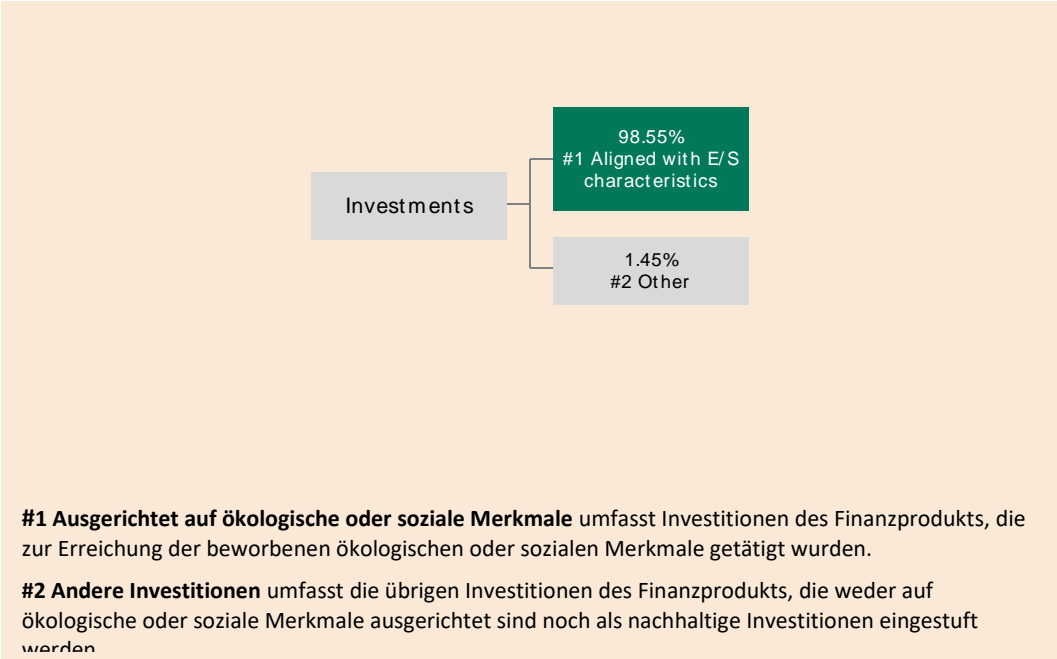 98.55%
#1 Aligned with E/S
characteristics
Investments
1.45%
#2 Other
#1 Ausgerichtet auf ökologische oder soziale Merkmale umfasst Investitionen des Finanzprodukts, die
zur Erreichung der beworbenen ökologischen oder sozialen Merkmale getätigt wurden.
#2 Andere Investitionen umfasst die übrigen Investitionen des Finanzprodukts, die weder auf
ökologische oder soziale Merkmale ausgerichtet sind noch als nachhaltige Investitionen eingestuft
werden